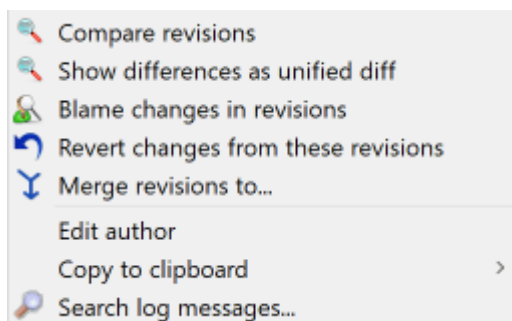 Compare revisions
Show differences as unified diff
Blame changes in revisions
Revert changes from these revisions
Merge revisions to...
Edit author
Copy to clipboard
Search log messages...